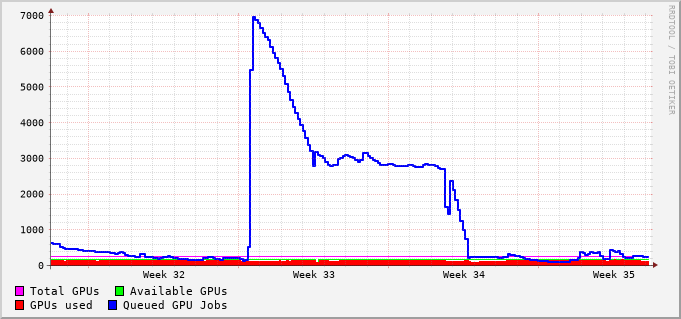 RRDTOOL / TOBI OETIKER
7000
6000
5000
4000
3000
2000
1000
0
Week 32 Week 33 Week 34 Week 35
Total GPUs Available GPUs
GPUs used Queued GPU Jobs